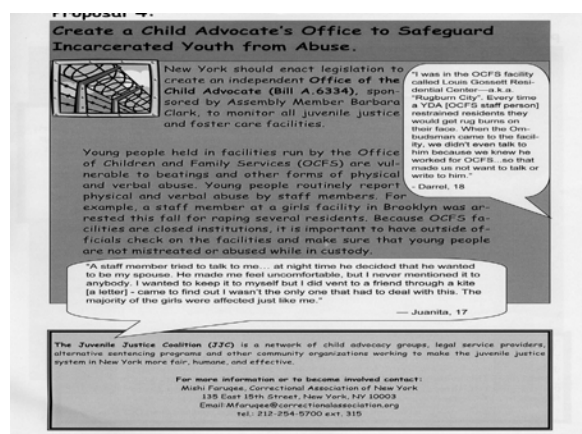 Proposal 4:
Create a Child Advocate's Office to Safeguard
Incarcerated Youth from Abuse.
New York should enact legislation to
create an independent Office of the
Child Advocate (Bill A.6334), spon-
sored by Assembly Member Barbara
Clark, to monitor all juvenile justice
and foster care facilities.
"I was in the OCFS facility
called Louis Gossett Resi-
dential Center—a.k.a.
"Rugburn City". Every time
a YDA [OCFS staff person]
restrained residents they
would get rug burns on
their face. When the Om-
budsman came to the facil-
ity, we didn't even talk to
him because we knew he
worked for OCFS...so that
made us not want to talk or
write to him."
- Darrel, 18
Young people held in facilities run by the Office
of Children and Family Services (OCFS) are vul-
nerable to beatings and other forms of physical
and verbal abuse. Young people routinely report
physical and verbal abuse by staff members. For
example, a staff member at a girls facility in Brooklyn was ar-
rested this fall for raping several residents. Because OCFS fa-
cilities are closed institutions, it is important to have outside of-
ficials check on the facilities and make sure that young people
are not mistreated or abused while in custody.
"A staff member tried to talk to me... at night time he decided that he wanted
to be my spouse. He made me feel uncomfortable, but I never mentioned it to
anybody. I wanted to keep it to myself but I did vent to a friend through a kite
[a letter] - came to find out I wasn't the only one that had to deal with this. The
majority of the girls were affected just like me."
— Juanita, 17
The Juvenile Justice Coalition (JJC) is a network of child advocacy groups, legal service providers,
alternative sentencing programs and other community organizations working to make the juvenile justice
system in New York more fair, humane, and effective.
For more information or to become involved contact:
Mishi Faruqee, Correctional Association of New York
135 East 15th Street, New York, NY 10003
Email:Mfaruqee@correctionalassociation.org
tel.: 212-254-5700 ext. 315